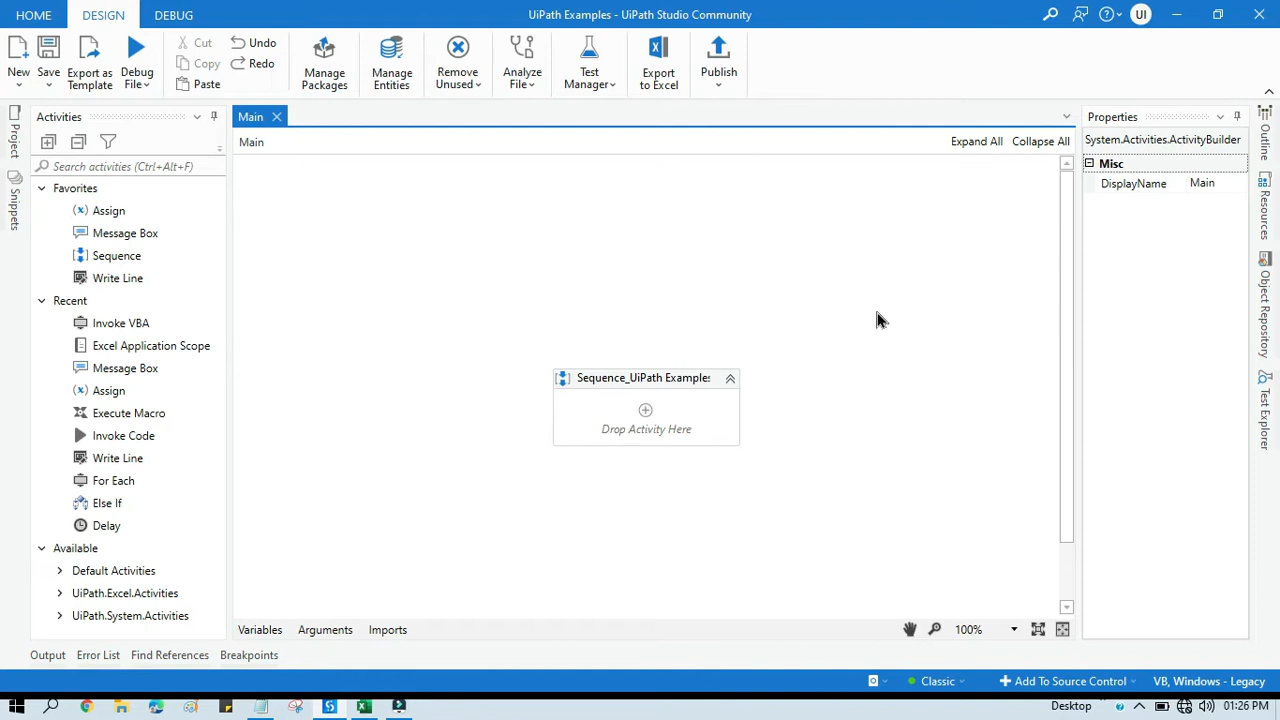 HOME
DESIGN
DEBUG
UiPath Examples - UiPath Studio Community
UI
New
Save
Export as Template
Debug File
Cut
Copy
Paste
Undo
Redo
Manage Packages
Manage Entities
Remove Unused
Analyze File
Test Manager
Export to Excel
Publish
Project
Snippets
Activities
Search activities (Ctrl+Alt+F)
Favorites
Assign
Message Box
Sequence
Write Line
Recent
Invoke VBA
Excel Application Scope
Message Box
Assign
Execute Macro
Invoke Code
Write Line
For Each
Else If
Delay
Available
Default Activities
UiPath.Excel.Activities
UiPath.System.Activities
Main
Main
Expand All
Collapse All
Sequence_UiPath Examples
Drop Activity Here
Variables
Arguments
Imports
100%
Properties
System.Activities.ActivityBuilder
Misc
DisplayName
Main
Outline
Resources
Object Repository
Test Explorer
Output
Error List
Find References
Breakpoints
Classic
Add To Source Control
VB, Windows - Legacy
Desktop
01:26 PM